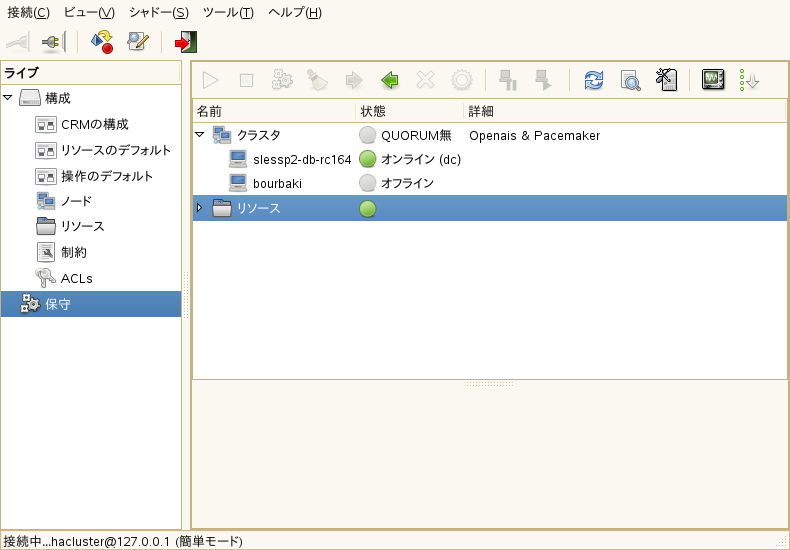 接続(C) ビュー(V) シャドー(S) ツール(T) ヘルプ(H)
ライブ
構成
CRMの構成
リソースのデフォルト
操作のデフォルト
ノード
リソース
制約
ACLs
保守
名前 状態 詳細
クラスタ QUORUM無 Openais & Pacemaker
slessp2-db-rc164 オンライン (dc)
bourbaki オフライン
リソース
接続中...hacluster@127.0.0.1 (簡単モード)